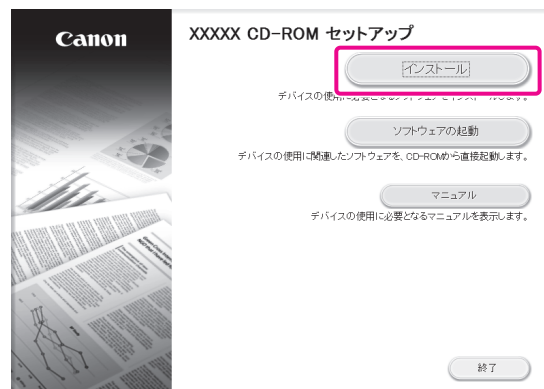 Canon
XXXXX CD-ROM セットアップ
インストール
デバイスの使用に必要となるソフトウェアをインストールします。
ソフトウェアの起動
デバイスの使用に関連したソフトウェアを、CD-ROMから直接起動します。
マニュアル
デバイスの使用に必要となるマニュアルを表示します。
終了